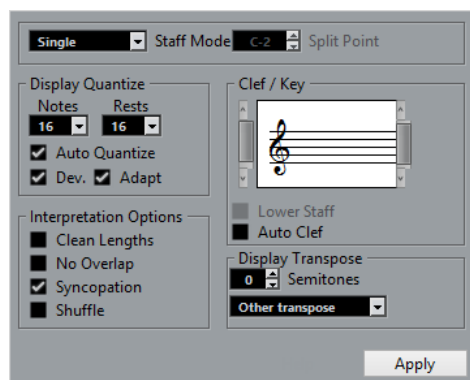 Single Staff Mode C-2 Split Point
Display Quantize
Notes Rests
16 16
Auto Quantize
Dev. Adapt
Interpretation Options
Clean Lengths
No Overlap
Syncopation
Shuffle
Clef / Key
Lower Staff
Auto Clef
Display Transpose
0 Semitones
Other transpose
Apply